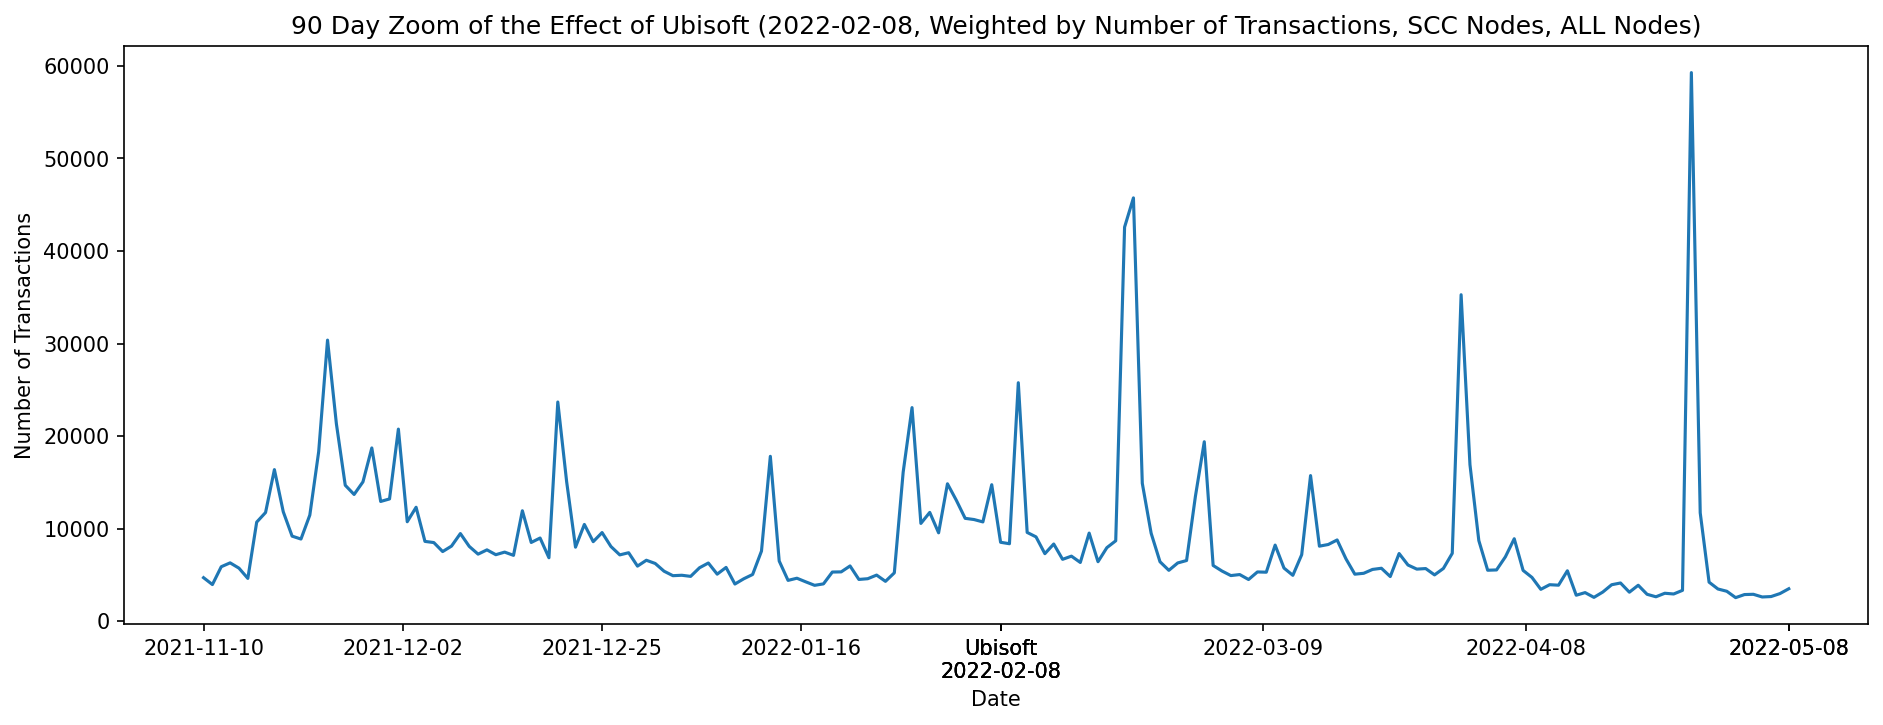 90 Day Zoom of the Effect of Ubisoft (2022-02-08, Weighted by Number of Transactions, SCC Nodes, ALL Nodes)
Number of Transactions
60000
50000
40000
30000
20000
10000
0
2021-11-10 2021-12-02 2021-12-25 2022-01-16 Ubisoft 2022-03-09 2022-04-08 2022-05-08
2022-02-08
Date